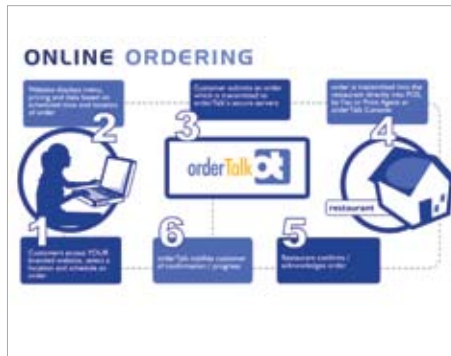 ONLINE ORDERING
Website displays menu,
pricing and data based on
scheduled time and location
of order
2
Customer submits an order
which is transmitted to
orderTalk's secure servers
3
order is transmitted into the
restaurant directly into POS,
by Fax or Print Agent or
orderTalk Console
4
orderTalk ot
restaurant
1
Customers access YOUR
branded website, select a
location and schedule an
order
6
orderTalk notifies customer
of confirmation / progress
5
Restaurant confirms /
acknowledges order